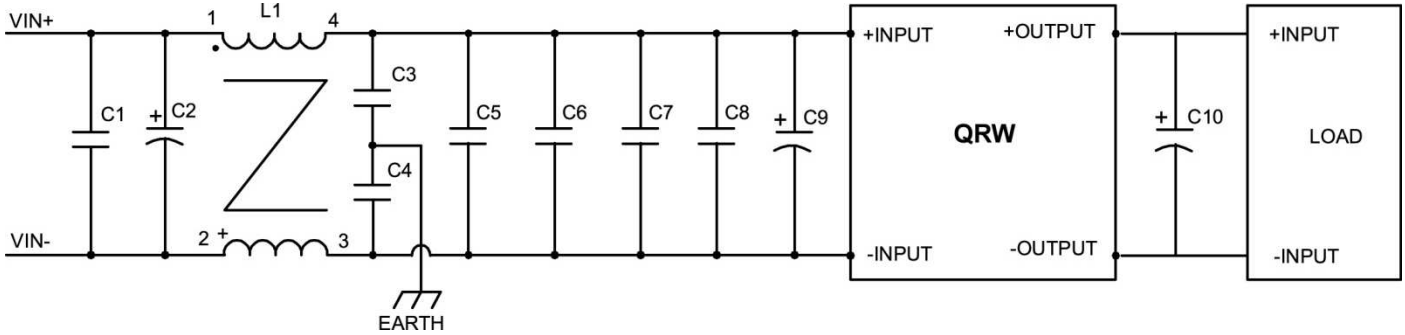 VIN+
1
L1
4
+INPUT
+OUTPUT
+INPUT
C1
+ C2
C3
C4
C5
C6
C7
C8
+ C9
QRW
+ C10
LOAD
VIN-
2 +
3
-INPUT
-OUTPUT
-INPUT
EARTH